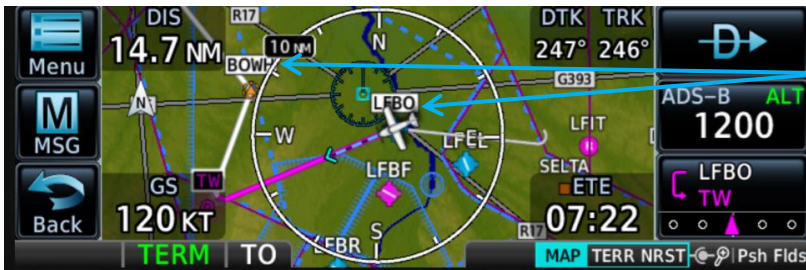 Menu
MSG
Back
DIS
14.7 NM
R17
10 NM
BOWH
N
N
DTK TRK
247° 246°
G393
LFBO
W
LFEL
LFIT
LFBF
SELTA
TW
GS
120 KT
ETE
07:22
R17
S
LFBR
TERM TO
MAP TERR NRST Psh Flds
ADS-B ALT
1200
LFBO
TW